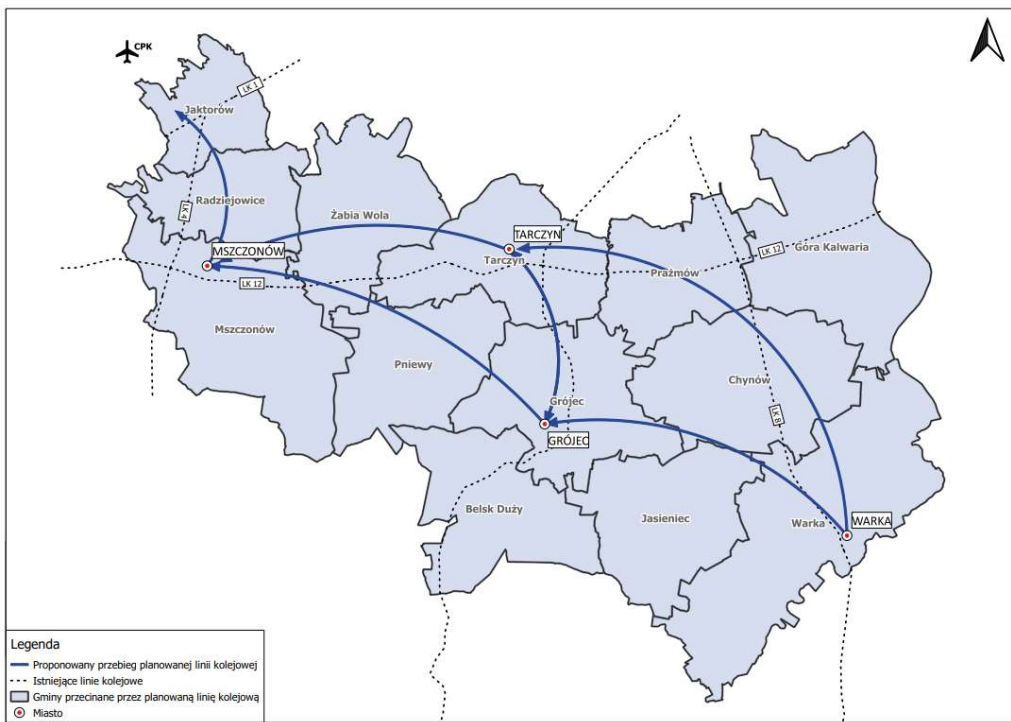 CPK
LK 1
Jaktorów
Radziejowice
LK 4
Żabia Wola
MSZCZONÓW
TARCZYN
Tarczyn
Prażmów
LK 12
Góra Kalwaria
LK 12
Mszczonów
Pniewy
Chynów
Grójec
LK 8
GRÓJEC
Belsk Duży
Jasieniec
Warka
WARKA
Legenda
Proponowany przebieg planowanej linii kolejowej
Istniejące linie kolejowe
Gminy przecinane przez planowaną linię kolejową
Miasto